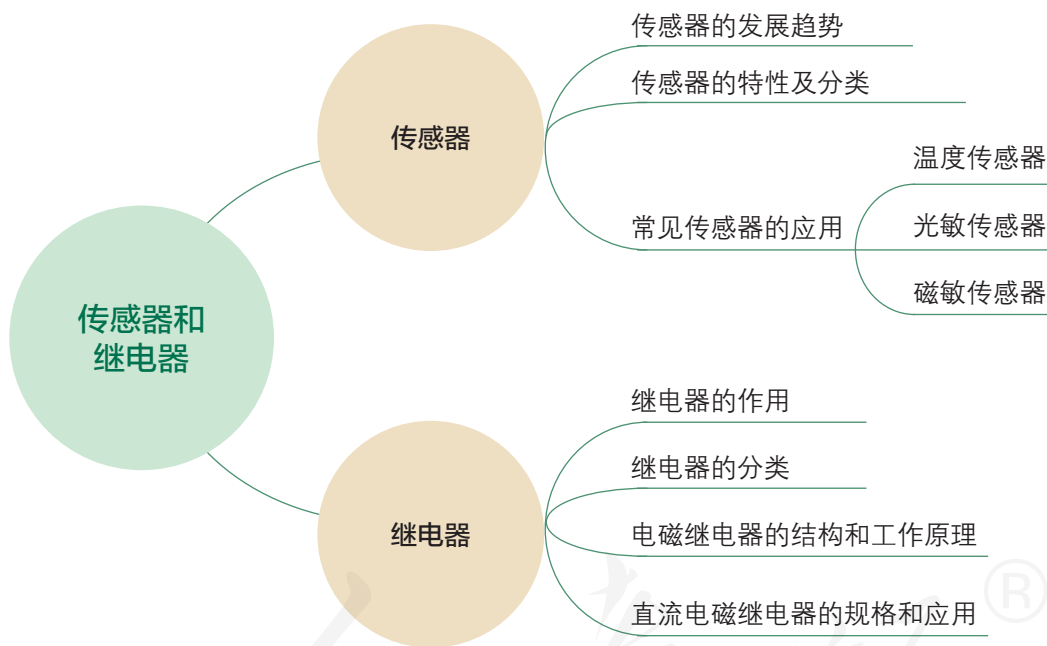 传感器的发展趋势
传感器的特性及分类
传感器
温度传感器
常见传感器的应用
光敏传感器
磁敏传感器
传感器和
继电器
继电器的作用
继电器的分类
继电器
电磁继电器的结构和工作原理
直流电磁继电器的规格和应用
®